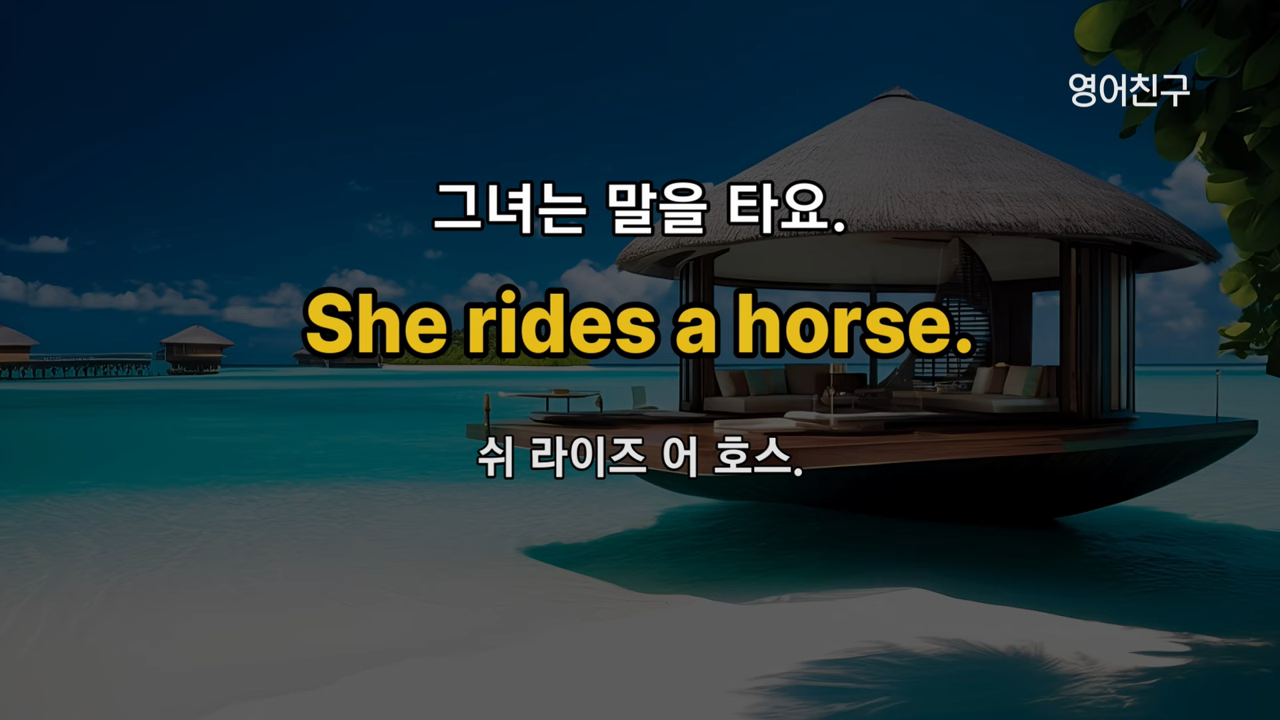 영어친구
그녀는 말을 타요.
She rides a horse.
쉬 라이즈 어 호스.